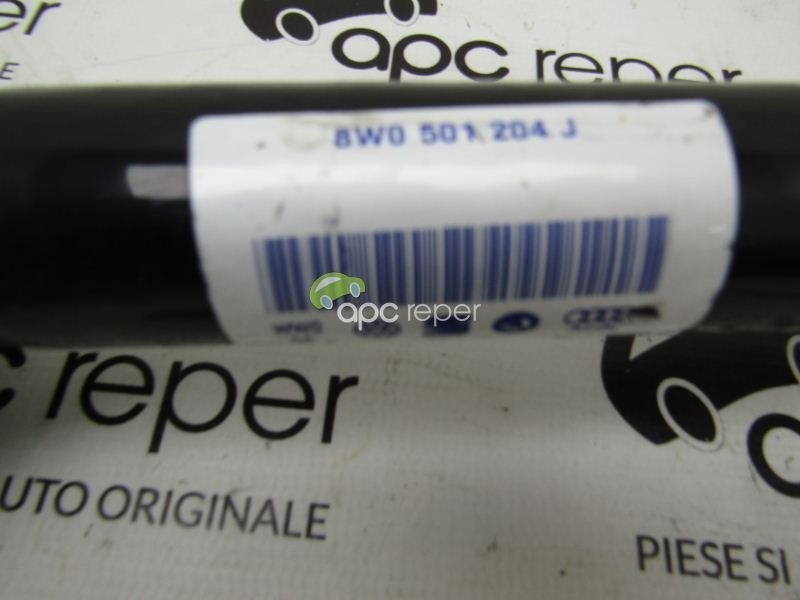 apc reper
E
8W0 501 204 J
apc reper
c reper
UTO ORIGINALE
PIESE SI